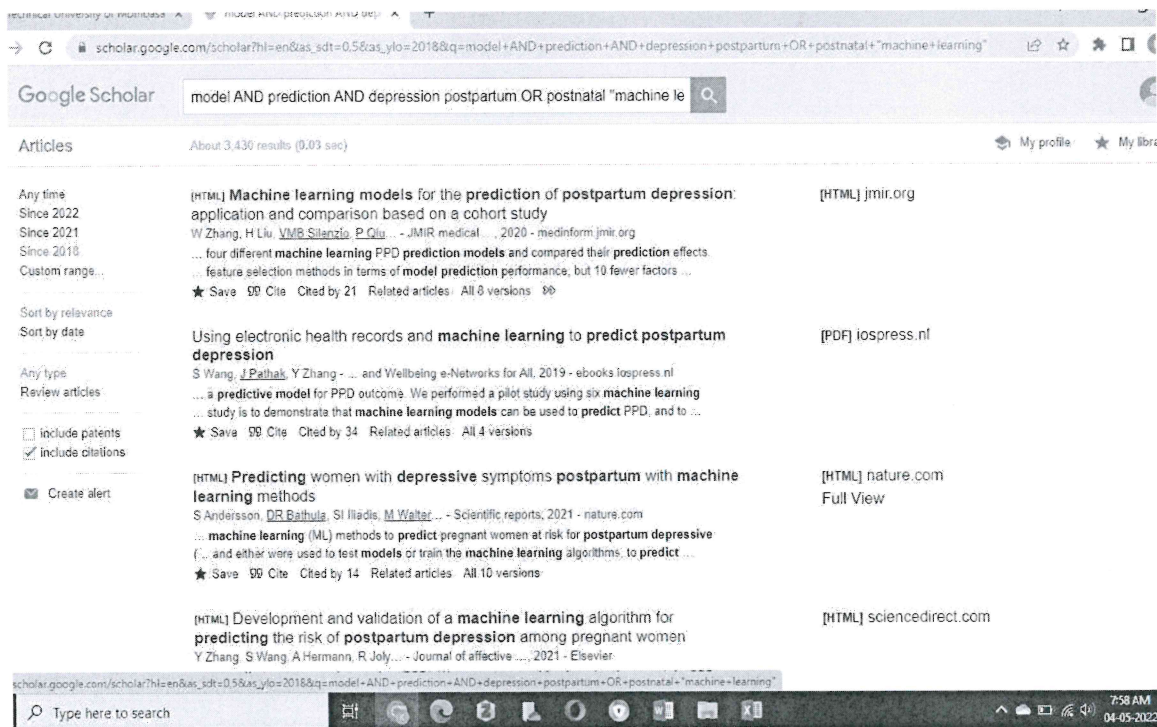 Technical University of Mombasa
model AND prediction AND dep
scholar.google.com/scholar?hl=en&as_sdt=0,5&as_ylo=2018&q=model+AND+prediction+AND+depression+postpartum+OR+postnatal+"machine+learning"
Google Scholar
model AND prediction AND depression postpartum OR postnatal "machine le
Articles
About 3,430 results (0.03 sec)
My profile
My libra
Any time
Since 2022
Since 2021
Since 2018
Custom range...
Sort by relevance
Sort by date
Any type
Review articles
include patents
include citations
Create alert
[HTML] Machine learning models for the prediction of postpartum depression:
application and comparison based on a cohort study
W Zhang, H Liu, VMB Silenzio, P Qiu... - JMIR medical ..., 2020 - medinform.jmir.org
... four different machine learning PPD prediction models and compared their prediction effects.
... feature selection methods in terms of model prediction performance, but 10 fewer factors ...
Save Cite Cited by 21 Related articles All 8 versions
[HTML] jmir.org
Using electronic health records and machine learning to predict postpartum
depression
S Wang, J Pathak, Y Zhang - ... and Wellbeing e-Networks for All, 2019 - ebooks.iospress.nl
... a predictive model for PPD outcome. We performed a pilot study using six machine learning
... study is to demonstrate that machine learning models can be used to predict PPD, and to ...
Save Cite Cited by 34 Related articles All 4 versions
[PDF] iospress.nl
[HTML] Predicting women with depressive symptoms postpartum with machine
learning methods
S Andersson, DR Bathula, SI Iliadis, M Walter... - Scientific reports, 2021 - nature.com
... machine learning (ML) methods to predict pregnant women at risk for postpartum depressive
( ... and either were used to test models or train the machine learning algorithms, to predict ...
Save Cite Cited by 14 Related articles All 10 versions
[HTML] nature.com
Full View
[HTML] Development and validation of a machine learning algorithm for
predicting the risk of postpartum depression among pregnant women
Y Zhang, S Wang, A Hermann, R Joly... - Journal of affective ..., 2021 - Elsevier
[HTML] sciencedirect.com
scholar.google.com/scholar?hl=en&as_sdt=0,5&as_ylo=2018&q=model+AND+prediction+AND+depression+postpartum+OR+postnatal+"machine+learning"
Type here to search
7:58 AM
04-05-2022